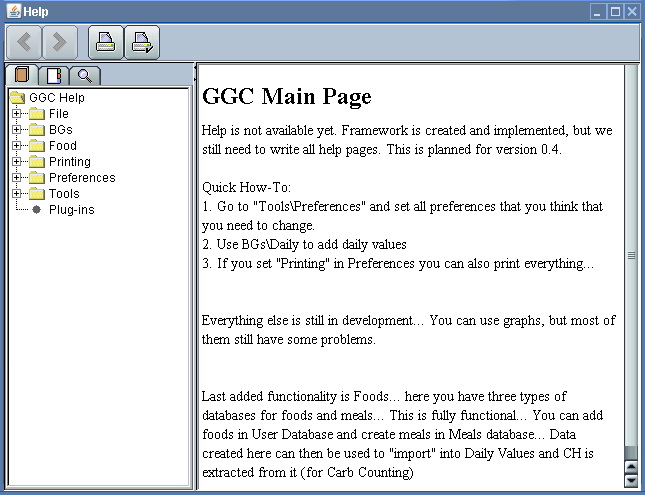 Help
GGC Help
File
BGs
Food
Printing
Preferences
Tools
Plug-ins
GGC Main Page
Help is not available yet. Framework is created and implemented, but we
still need to write all help pages. This is planned for version 0.4.
Quick How-To:
1. Go to "Tools\Preferences" and set all preferences that you think that
you need to change.
2. Use BGs\Daily to add daily values
3. If you set "Printing" in Preferences you can also print everything...
Everything else is still in development... You can use graphs, but most of
them still have some problems.
Last added functionality is Foods... here you have three types of
databases for foods and meals... This is fully functional... You can add
foods in User Database and create meals in Meals database... Data
created here can then be used to "import" into Daily Values and CH is
extracted from it (for Carb Counting)